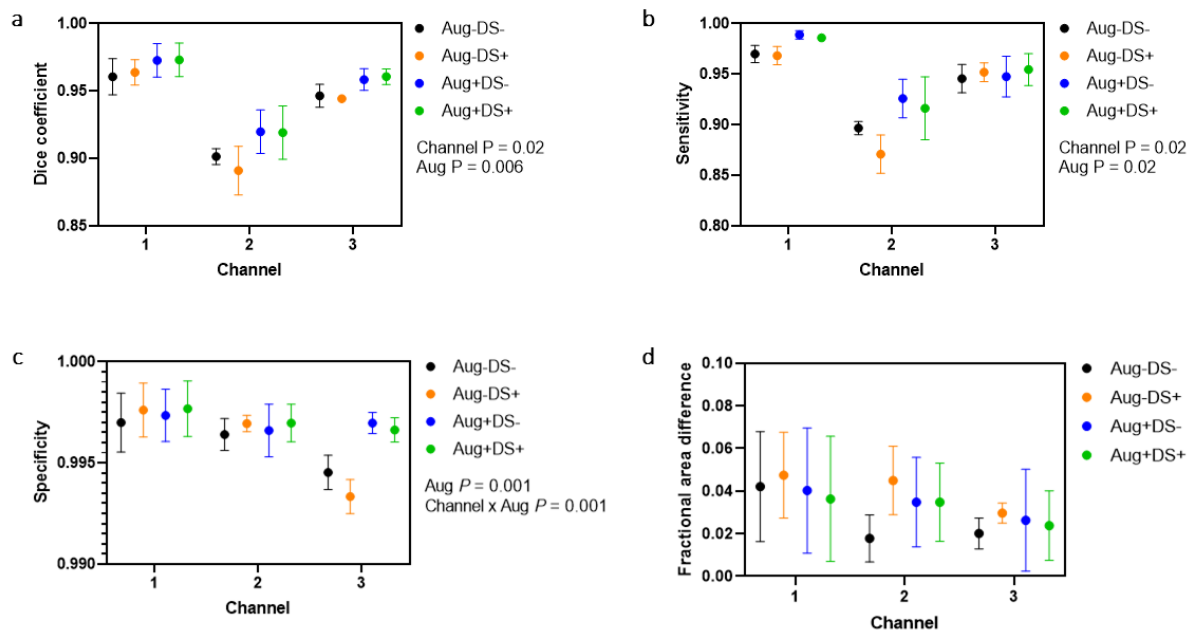 a
Dice coefficient
1.00
0.95
0.90
0.85
1 2 3
Channel
Aug-DS-
Aug-DS+
Aug+DS-
Aug+DS+
Channel P = 0.02
Aug P = 0.006
b
Sensitivity
1.00
0.95
0.90
0.85
0.80
1 2 3
Channel
Aug-DS-
Aug-DS+
Aug+DS-
Aug+DS+
Channel P = 0.02
Aug P = 0.02
c
Specificity
1.000
0.995
0.990
1 2 3
Channel
Aug-DS-
Aug-DS+
Aug+DS-
Aug+DS+
Aug P = 0.001
Channel x Aug P = 0.001
d
Fractional area difference
0.10
0.08
0.06
0.04
0.02
0.00
1 2 3
Channel
Aug-DS-
Aug-DS+
Aug+DS-
Aug+DS+